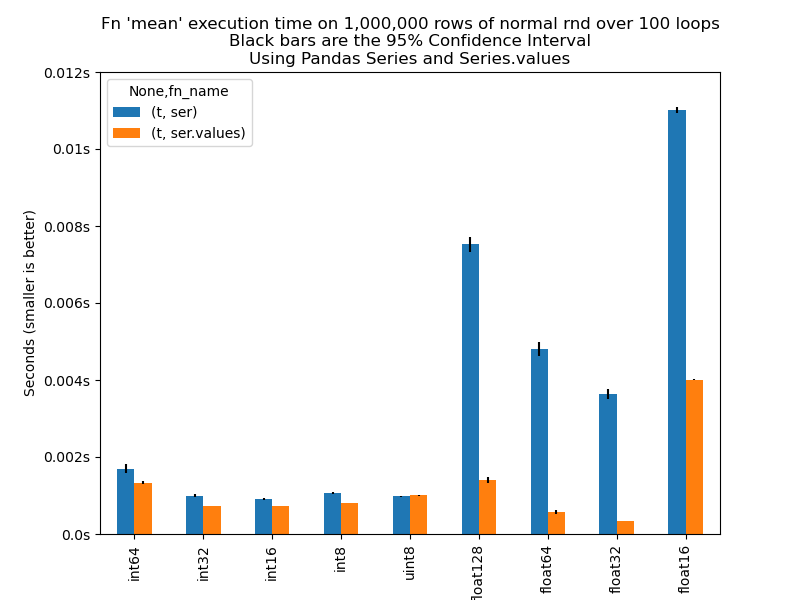 Fn 'mean' execution time on 1,000,000 rows of normal rnd over 100 loops
Black bars are the 95% Confidence Interval
Using Pandas Series and Series.values
0.012s
0.01s
0.008s
0.006s
0.004s
0.002s
0.0s
Seconds (smaller is better)
None,fn_name
(t, ser)
(t, ser.values)
int64
int32
int16
int8
uint8
float128
float64
float32
float16